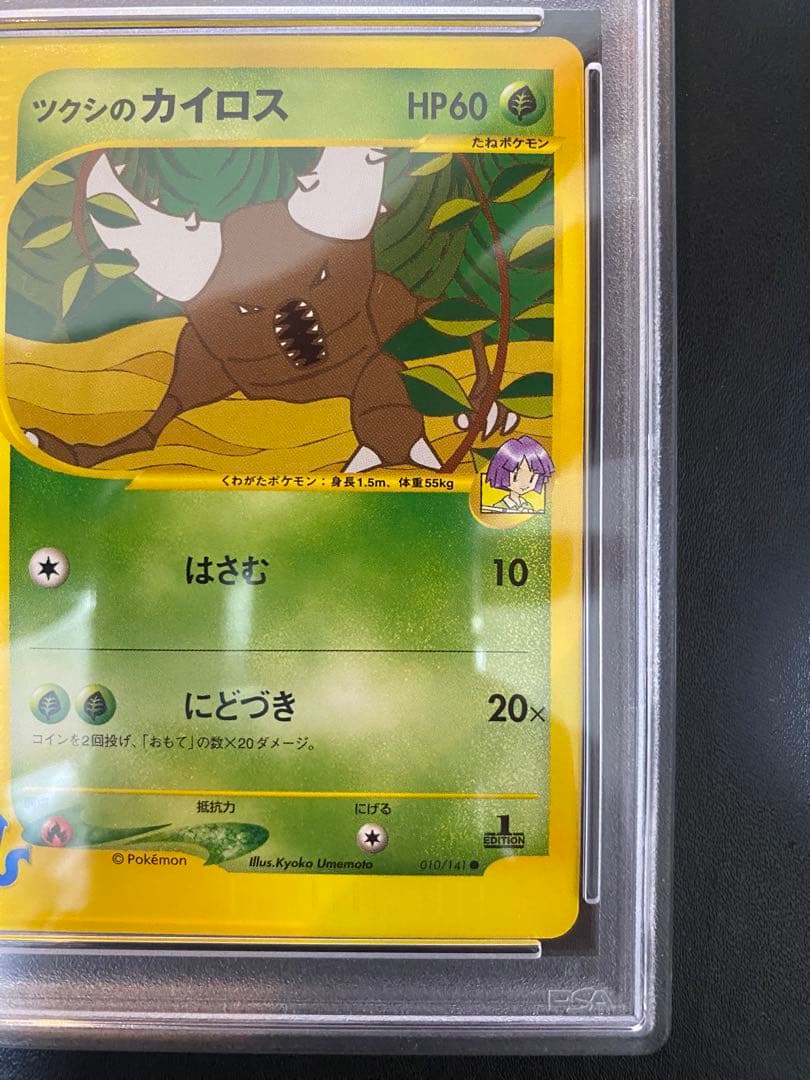 ツクシのカイロス HP60
たねポケモン
くわがたポケモン：身長1.5m、体重55kg
はさむ 10
にどづき 20×
コインを2回投げ、「おもて」の数×20ダメージ。
抵抗力 にげる
1
EDITION
© Pokémon Illus.Kyoko Umemoto 010/141
PSA